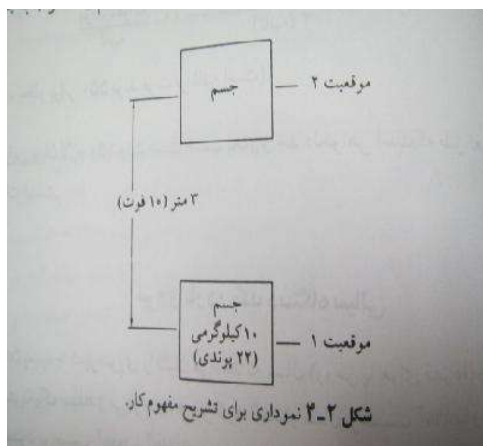 جسم
موقعیت ۲
۳ متر (۱۰ فوت)
جسم
۱۰ کیلوگرمی
(۲۲ پوندی)
موقعیت ۱
شکل ۲-۴ نموداری برای تشریح مفهوم کار.